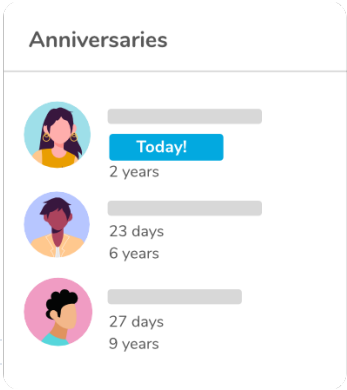 Anniversaries
Today!
2 years
23 days
6 years
27 days
9 years